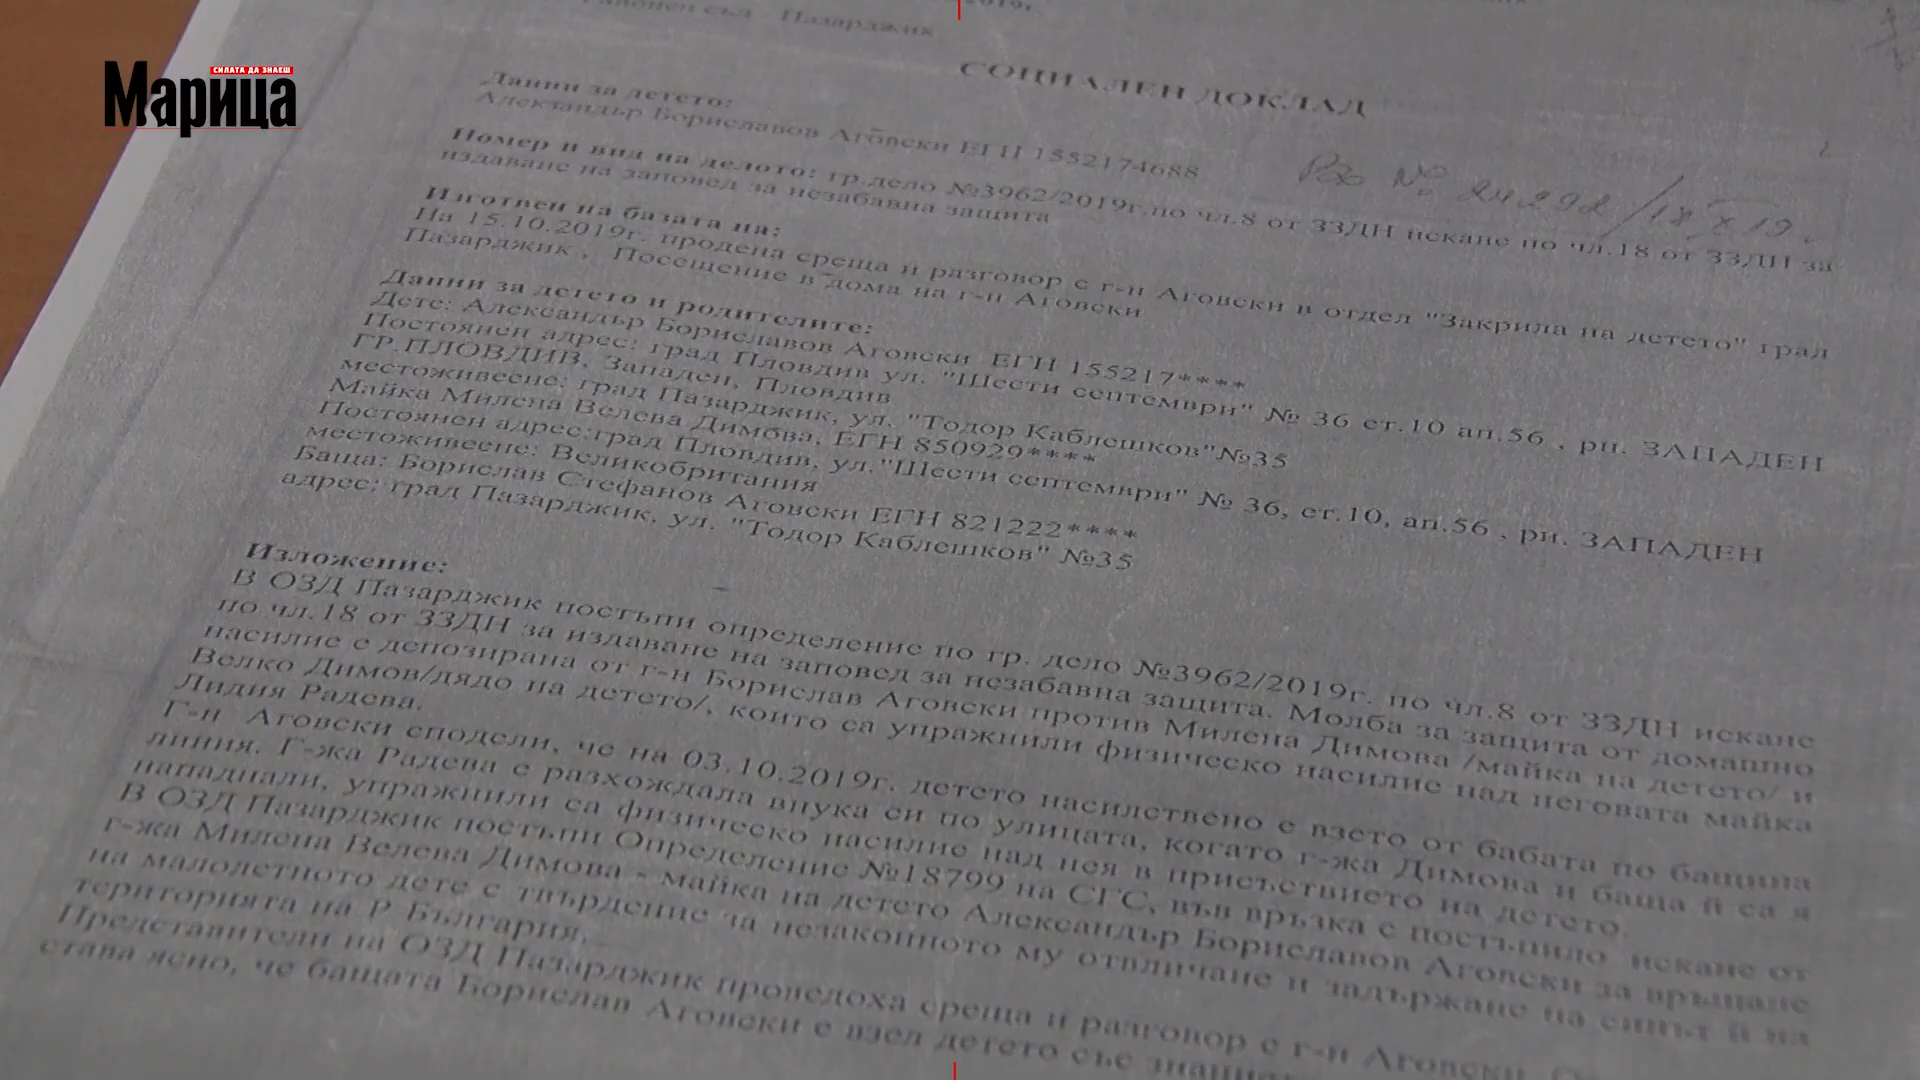 СИЛАТА ДА ЗНАЕШ
Марица
Районен съд - Пазарджик
СОЦИАЛЕН ДОКЛАД
Данни за детето:
Александър Бориславов Аговски ЕГН 1552174688
Номер и вид на делото: гр.дело №3962/2019г.по чл.8 от ЗЗДН искане по чл.18 от ЗЗДН за
издаване на заповед за незабавна защита
Изготвен на базата на:
На 15.10.2019г. продена среща и разговор с г-н Аговски в отдел "Закрила на детето" град
Пазарджик , Посещение в дома на г-н Аговски
Данни за детето и родителите:
Дете: Александър Бориславов Аговски ЕГН 155217****
Постоянен адрес: град Пловдив ул. "Шести септември" № 36 ет.10 ап.56 , рн. ЗАПАДЕН
ГР.ПЛОВДИВ, Западен, Пловдив
местоживеене: град Пазарджик, ул. "Тодор Каблешков"№35
Майка Милена Велева Димова, ЕГН 850929****
Постоянен адрес:град Пловдив, ул."Шести септември" № 36, ет.10, ап.56 , рн. ЗАПАДЕН
местоживеене: Великобритания
Баща: Борислав Стефанов Аговски ЕГН 821222****
адрес: град Пазарджик, ул. "Тодор Каблешков" №35
Изложение:
В ОЗД Пазарджик постъпи определение по гр. дело №3962/2019г. по чл.8 от ЗЗДН искане
по чл.18 от ЗЗДН за издаване на заповед за незабавна защита. Молба за защита от домашно
насилие е депозирана от г-н Борислав Аговски против Милена Димова /майка на детето/ и
Велко Димов/дядо на детето/, които са упражнили физическо насилие над неговата майка
Лидия Радева.
Г-н Аговски сподели, че на 03.10.2019г. детето насилствено е взето от бабата по бащина
линия. Г-жа Радева е разхождала внука си по улицата, когато г-жа Димова и баща й са я
нападнали, упражнили са физическо насилие над нея в присъствието на детето.
В ОЗД Пазарджик постъпи Определение №18799 на СГС, във връзка с постъпило искане от
г-жа Милена Велева Димова - майка на детето Александър Бориславов Аговски за връщане
на малолетното дете с твърдение за незаконното му отвличане и задържане на синът й на
територията на Р България.
Представители на ОЗД Пазарджик проведоха среща и разговор с г-н Аговски.
става ясно, че бащата Борислав Аговски е взел детето със